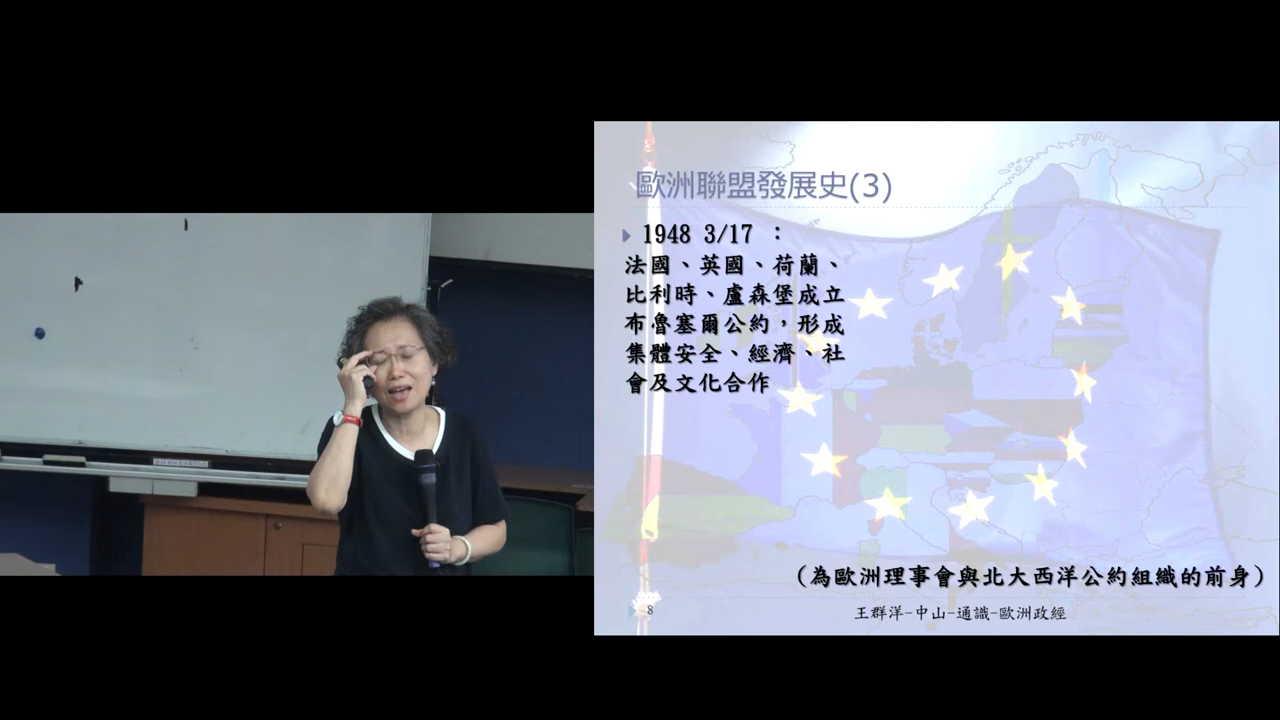 歐洲聯盟發展史(3)
1948 3/17 :
法國、英國、荷蘭、
比利時、盧森堡成立
布魯塞爾公約,形成
集體安全、經濟、社
會及文化合作
(為歐洲理事會與北大西洋公約組織的前身)
8
王群洋-中山-通識-歐洲政經